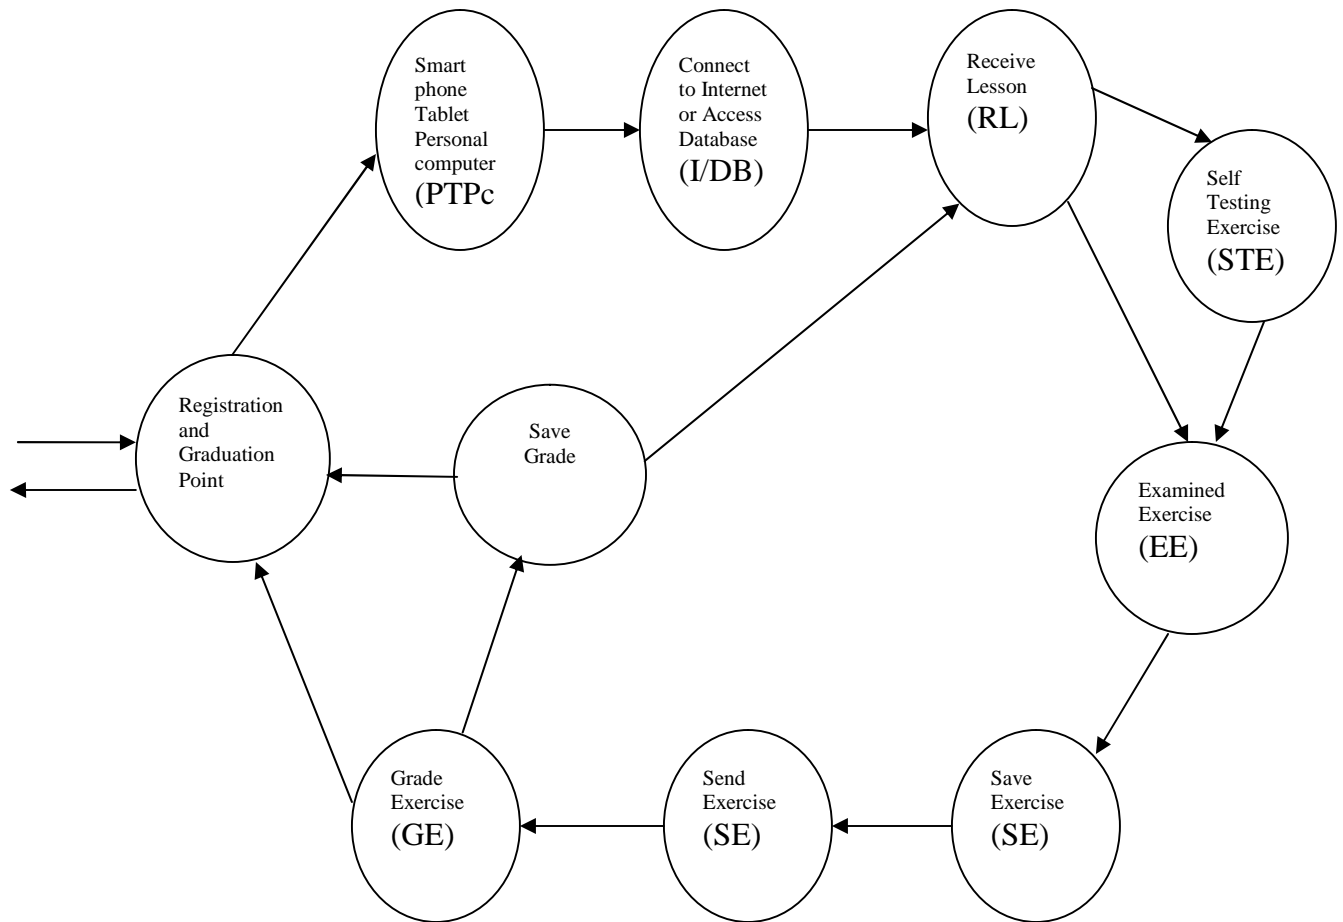 Smart
phone
Tablet
Personal
computer
(PTPc
Connect
to Internet
or Access
Database
(I/DB)
Receive
Lesson
(RL)
Self
Testing
Exercise
(STE)
Registration
and
Graduation
Point
Save
Grade
Examined
Exercise
(EE)
Grade
Exercise
(GE)
Send
Exercise
(SE)
Save
Exercise
(SE)